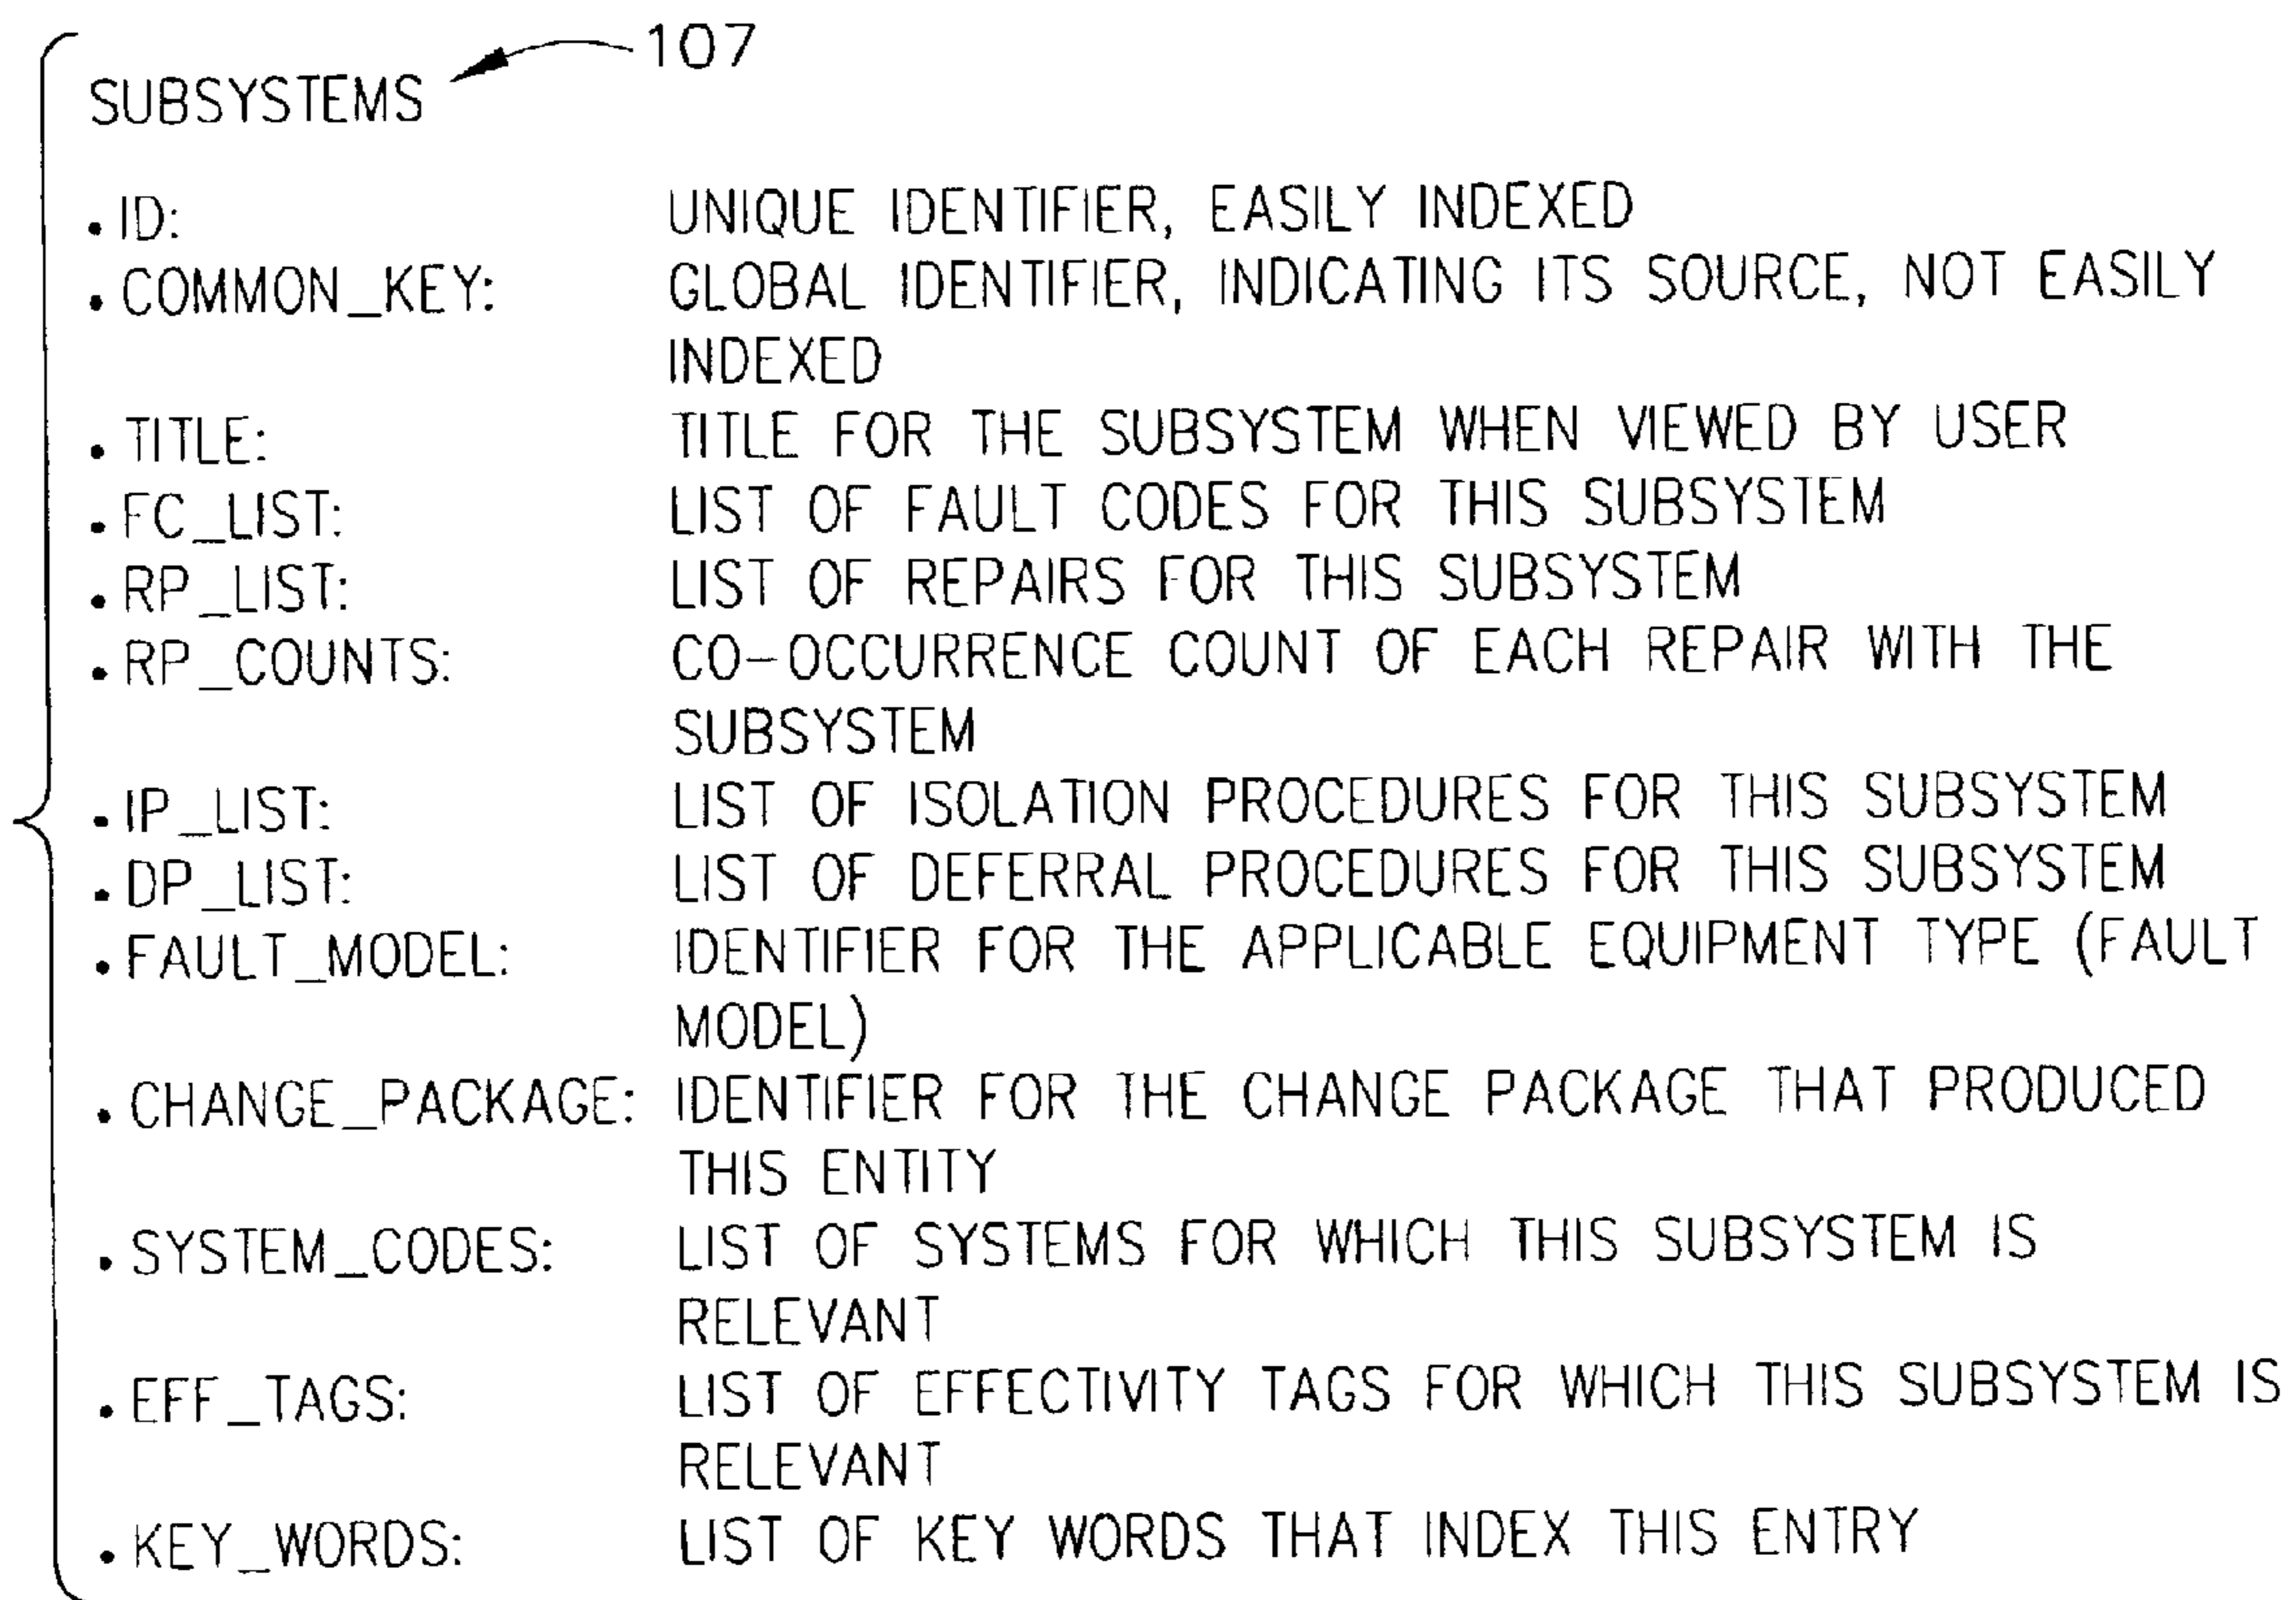 107
SUBSYSTEMS
• ID: UNIQUE IDENTIFIER, EASILY INDEXED
• COMMON_KEY: GLOBAL IDENTIFIER, INDICATING ITS SOURCE, NOT EASILY
INDEXED
• TITLE: TITLE FOR THE SUBSYSTEM WHEN VIEWED BY USER
• FC_LIST: LIST OF FAULT CODES FOR THIS SUBSYSTEM
• RP_LIST: LIST OF REPAIRS FOR THIS SUBSYSTEM
• RP_COUNTS: CO-OCCURRENCE COUNT OF EACH REPAIR WITH THE
SUBSYSTEM
• IP_LIST: LIST OF ISOLATION PROCEDURES FOR THIS SUBSYSTEM
• DP_LIST: LIST OF DEFERRAL PROCEDURES FOR THIS SUBSYSTEM
• FAULT_MODEL: IDENTIFIER FOR THE APPLICABLE EQUIPMENT TYPE (FAULT
MODEL)
• CHANGE_PACKAGE: IDENTIFIER FOR THE CHANGE PACKAGE THAT PRODUCED
THIS ENTITY
• SYSTEM_CODES: LIST OF SYSTEMS FOR WHICH THIS SUBSYSTEM IS
RELEVANT
• EFF_TAGS: LIST OF EFFECTIVITY TAGS FOR WHICH THIS SUBSYSTEM IS
RELEVANT
• KEY_WORDS: LIST OF KEY WORDS THAT INDEX THIS ENTRY